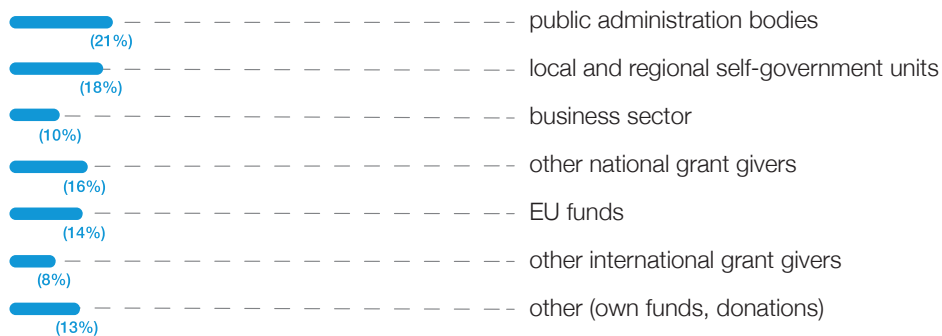 public administration bodies
(21%)
local and regional self-government units
(18%)
business sector
(10%)
other national grant givers
(16%)
EU funds
(14%)
other international grant givers
(8%)
other (own funds, donations)
(13%)